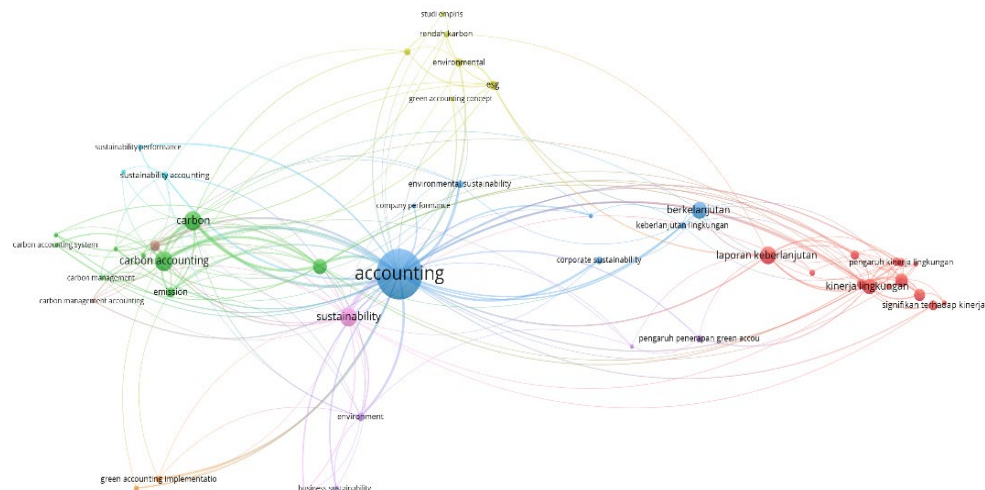 studi empiris
rendah karbon
environmental
esg
green accounting concept
sustainability performance
sustainability accounting
environmental sustainability
company performance
carbon
berkelanjutan
keberlanjutan lingkungan
carbon accounting system
carbon accounting
corporate sustainability
laporan keberlanjutan
pengaruh kinerja lingkungan
accounting
carbon management
kinerja lingkungan
emission
carbon management accounting
signifikan terhadap kinerja
sustainability
pengaruh penerapan green accou
environment
green accounting implementatio
business sustainability